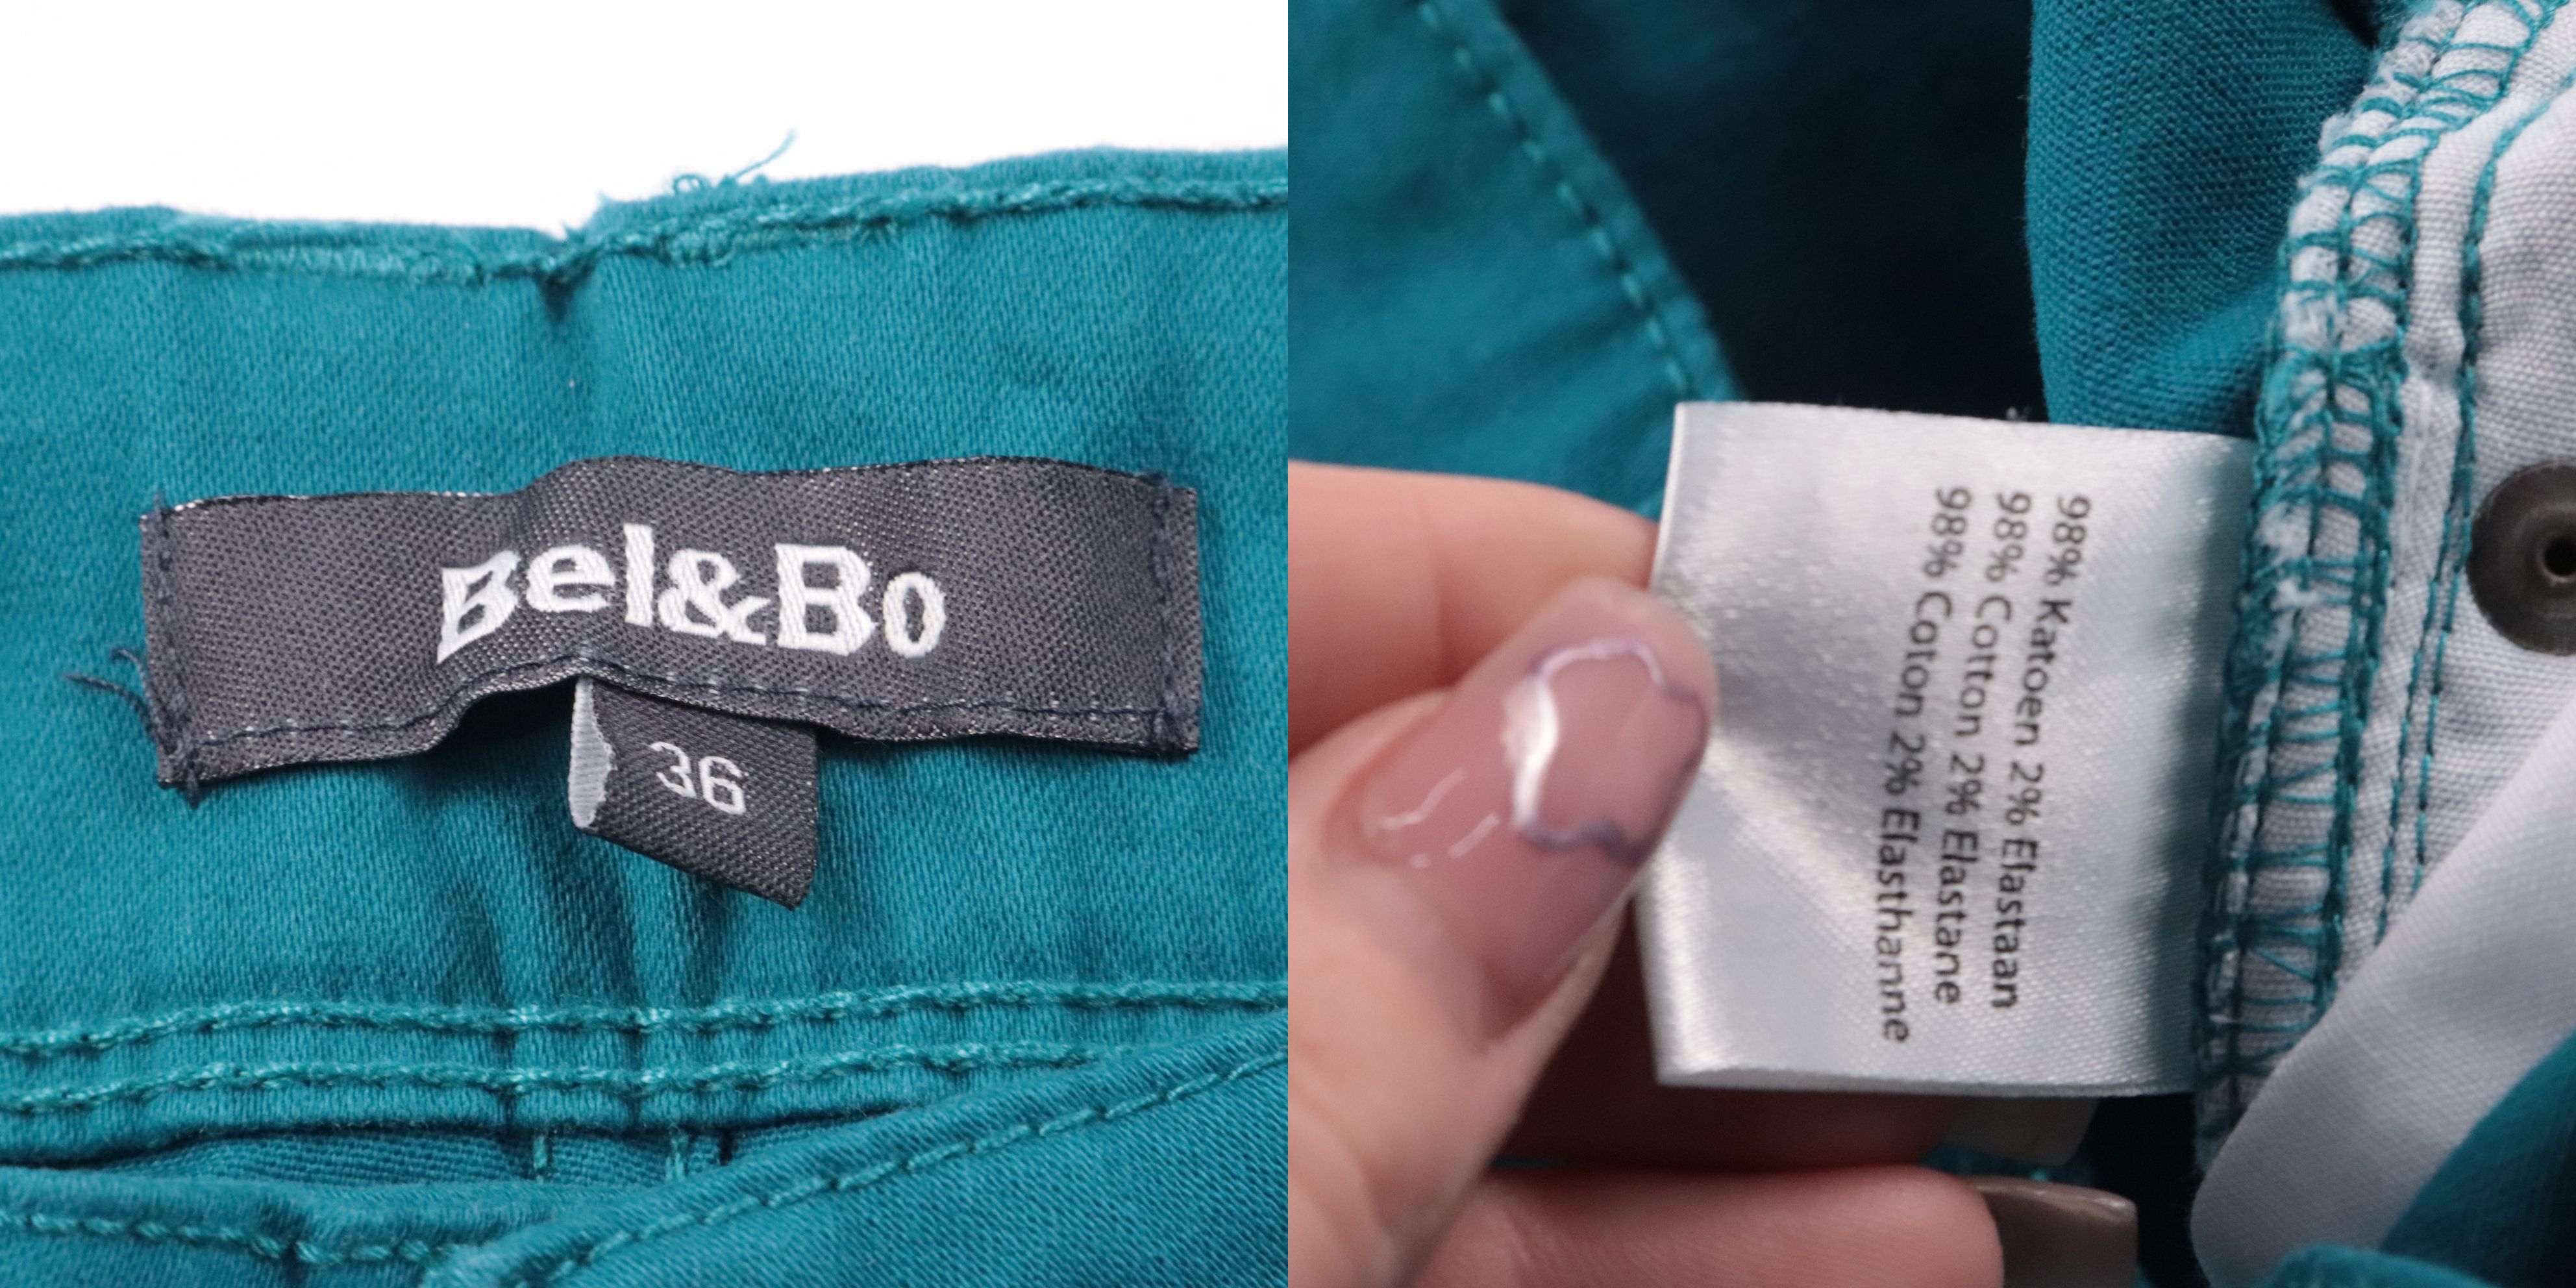 Bel&Bo
36
98% Katoen 2% Elastaan
98% Cotton 2% Elastane
98% Coton 2% Elasthanne